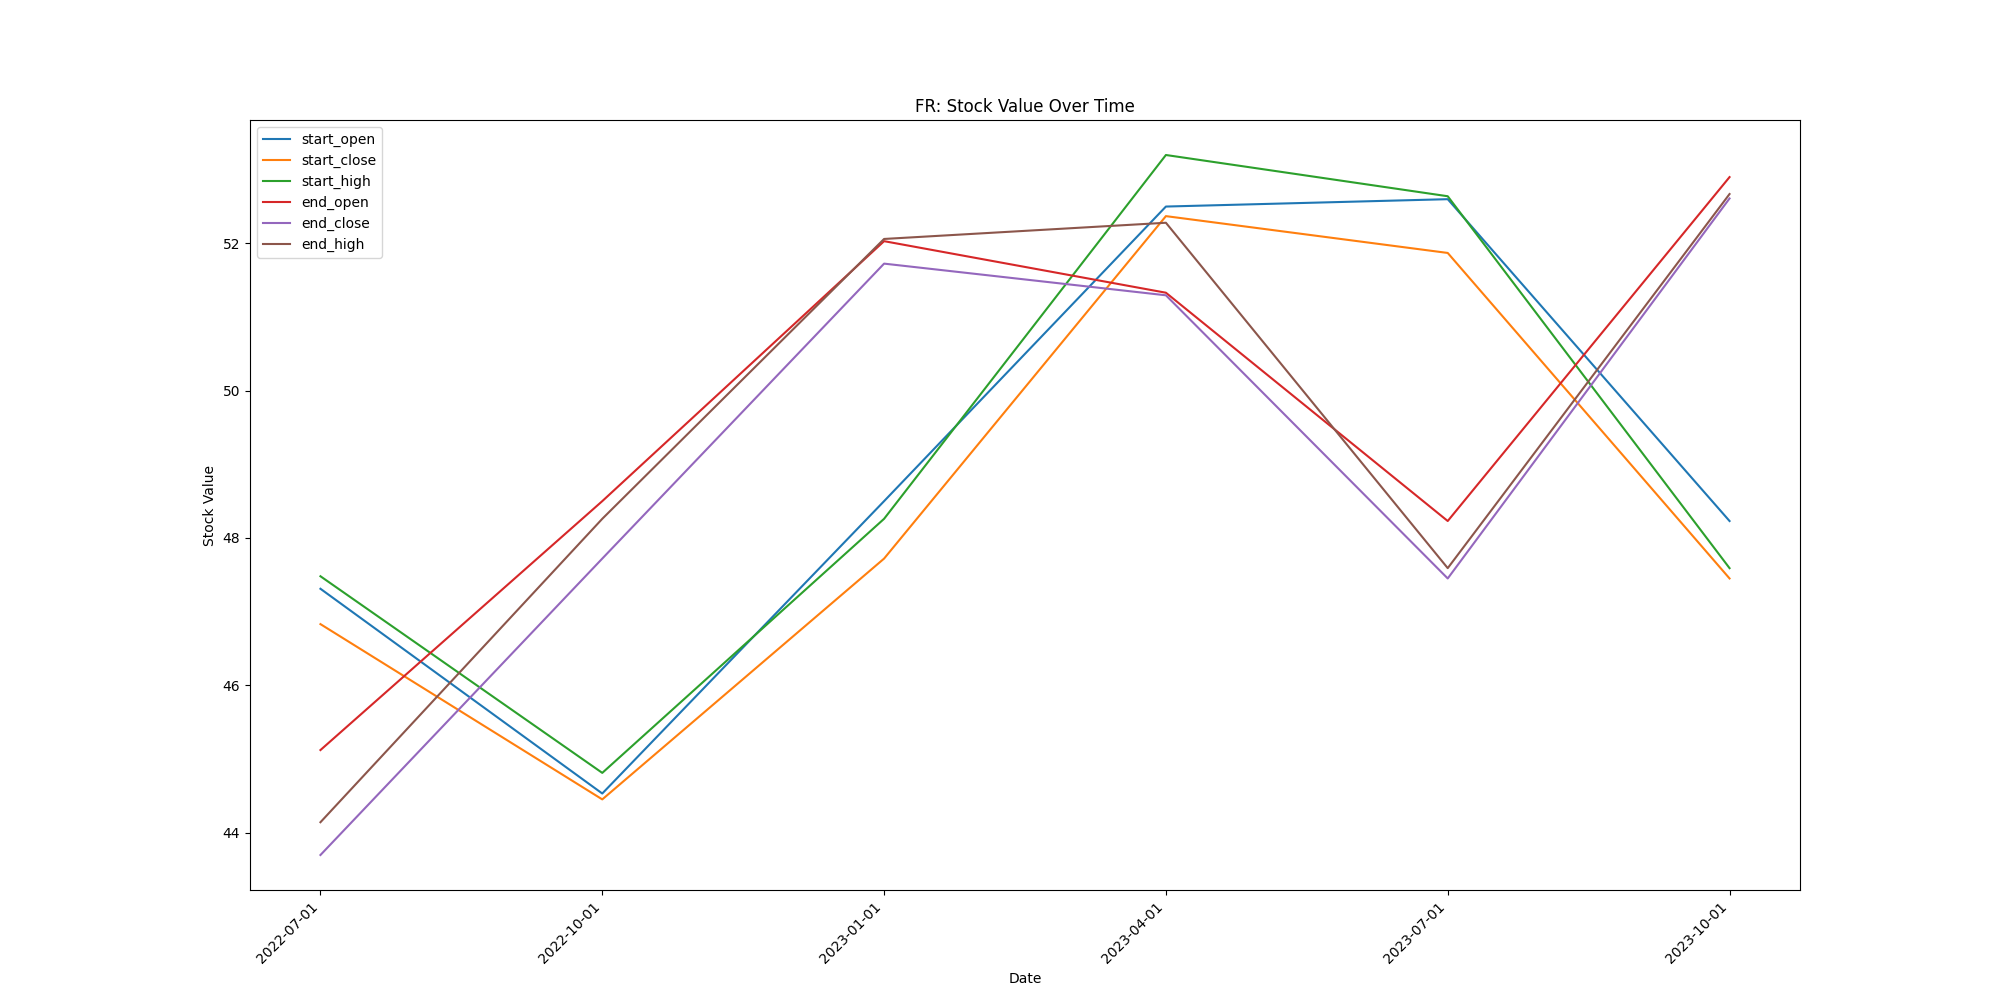 FR: Stock Value Over Time
start_open
start_close
start_high
end_open
end_close
end_high
Stock Value
52
50
48
46
44
2022-07-01
2022-10-01
2023-01-01
2023-04-01
2023-07-01
2023-10-01
Date